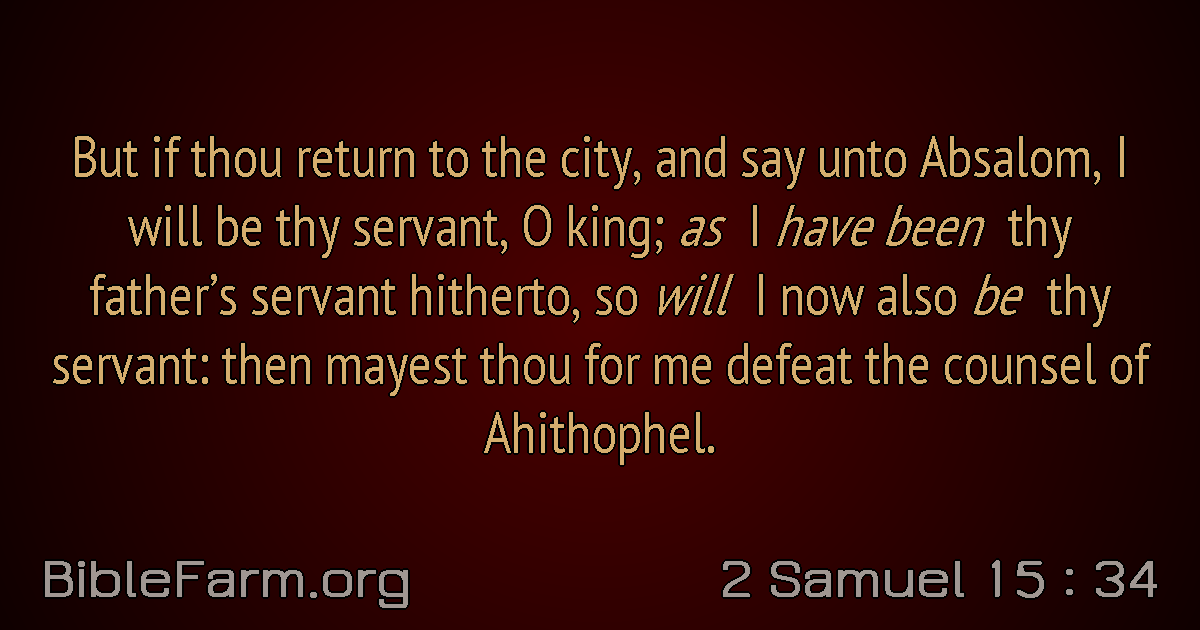 But if thou return to the city, and say unto Absalom, I
will be thy servant, O king; as I have been thy
father’s servant hitherto, so will I now also be thy
servant: then mayest thou for me defeat the counsel of
Ahithophel.
BibleFarm.org
2 Samuel 15 : 34